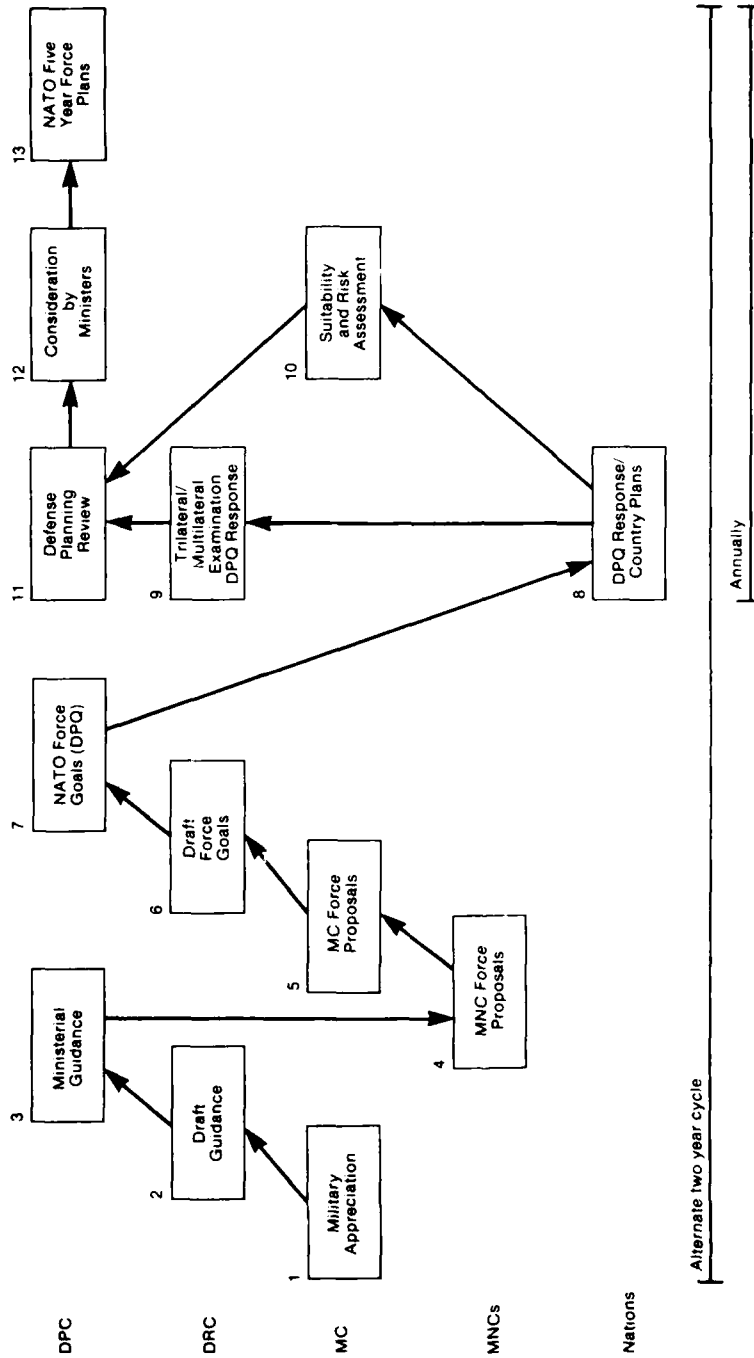 DPC
DRC
MC
MNCs
Nations
1
Military
Appreciation
2
Draft
Guidance
3
Ministerial
Guidance
4
MNC Force
Proposals
5
MC Force
Proposals
6
Draft
Force
Goals
7
NATO Force
Goals (DPQ)
8
DPQ Response/
Country Plans
9
Trilateral/
Multilateral
Examination
DPQ Response
10
Suitability
and Risk
Assessment
11
Defense
Planning
Review
12
Consideration
by
Ministers
13
NATO Five
Year Force
Plans
Alternate two year cycle
Annually